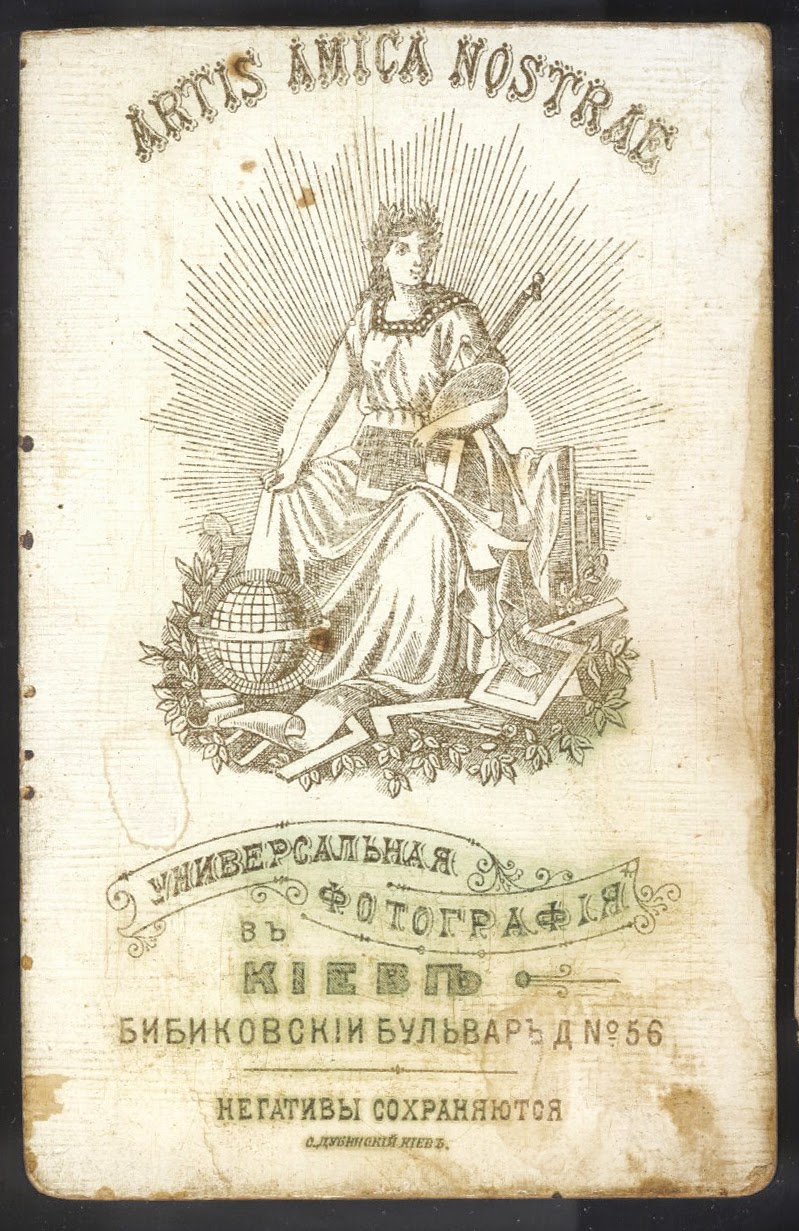 ARTIS AMICA NOSTRAE
УНИВЕРСАЛЬНАЯ
ФОТОГРАФІЯ
ВЪ
КІЕВѢ
БИБИКОВСКІЙ БУЛЬВАРЪ Д №56
НЕГАТИВЫ СОХРАНЯЮТСЯ
С. ДУБИНСКІЙ КІЕВЪ.